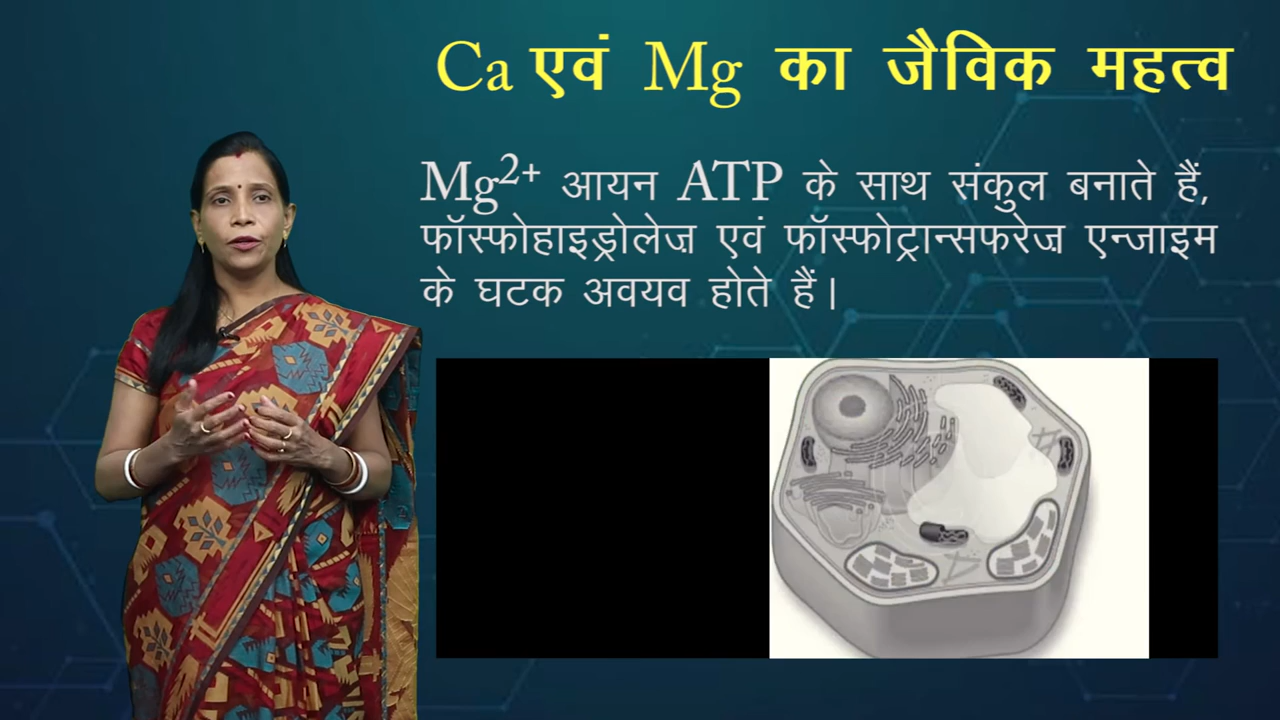 Ca एवं Mg का जैविक महत्व
Mg²⁺ आयन ATP के साथ संकुल बनाते हैं,
फॉस्फोहाइड्रोलेज़ एवं फॉस्फोट्रान्सफरेज़ एन्जाइम
के घटक अवयव होते हैं।